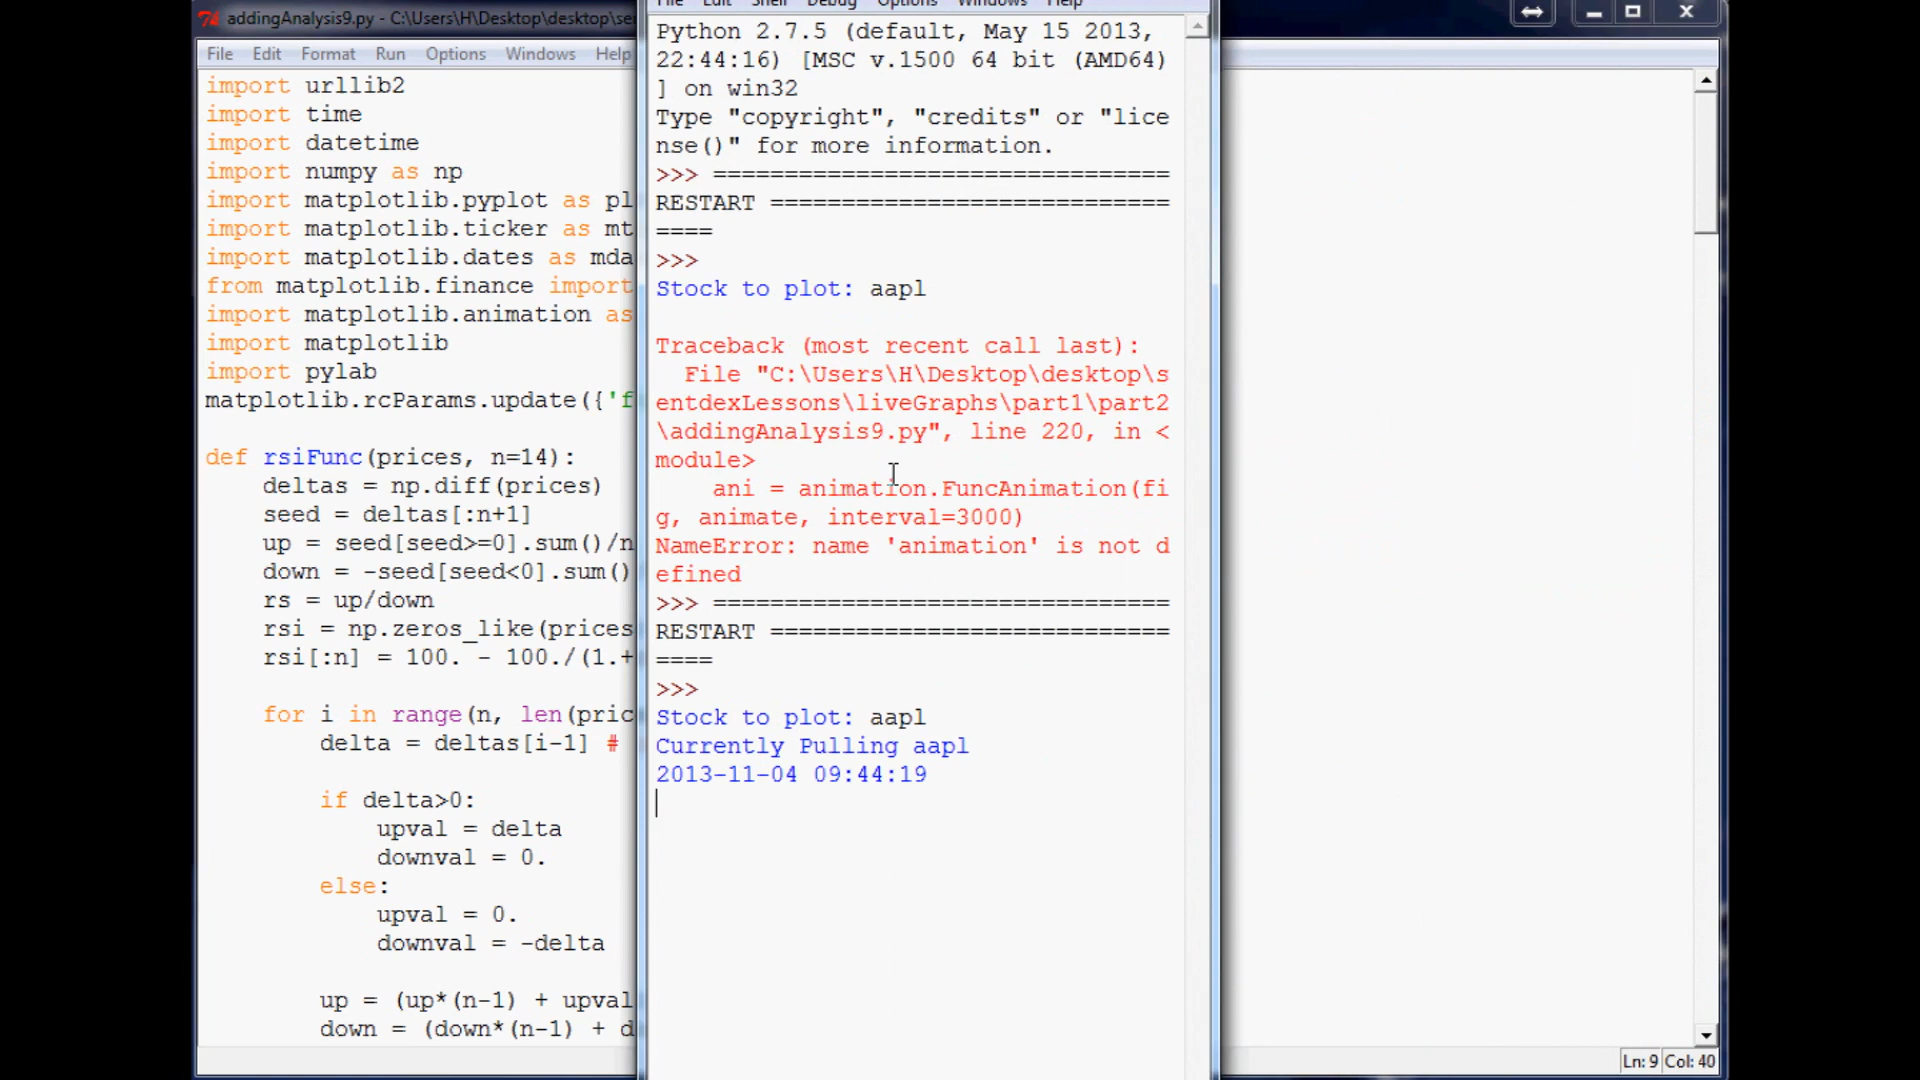 addingAnalysis9.py - C:\Users\H\Desktop\desktop\se
File Edit Format Run Options Windows Help
import urllib2
import time
import datetime
import numpy as np
import matplotlib.pyplot as pl
import matplotlib.ticker as mt
import matplotlib.dates as mda
from matplotlib.finance import
import matplotlib.animation as
import matplotlib
import pylab
matplotlib.rcParams.update({'f
def rsiFunc(prices, n=14):
deltas = np.diff(prices)
seed = deltas[:n+1]
up = seed[seed>=0].sum()/n
down = -seed[seed<0].sum()
rs = up/down
rsi = np.zeros_like(prices
rsi[:n] = 100. - 100./(1.+
for i in range(n, len(pric
delta = deltas[i-1] #
if delta>0:
upval = delta
downval = 0.
else:
upval = 0.
downval = -delta
up = (up*(n-1) + upval
down = (down*(n-1) + d
File Edit Shell Debug Options Windows Help
Python 2.7.5 (default, May 15 2013,
22:44:16) [MSC v.1500 64 bit (AMD64)
] on win32
Type "copyright", "credits" or "lice
nse()" for more information.
>>> ================================
RESTART ============================
====
>>>
Stock to plot: aapl
Traceback (most recent call last):
File "C:\Users\H\Desktop\desktop\s
entdexLessons\liveGraphs\part1\part2
\addingAnalysis9.py", line 220, in <
module>
ani = animation.FuncAnimation(fi
g, animate, interval=3000)
NameError: name 'animation' is not d
efined
>>> ================================
RESTART ============================
====
>>>
Stock to plot: aapl
Currently Pulling aapl
2013-11-04 09:44:19
Ln: 9 Col: 40